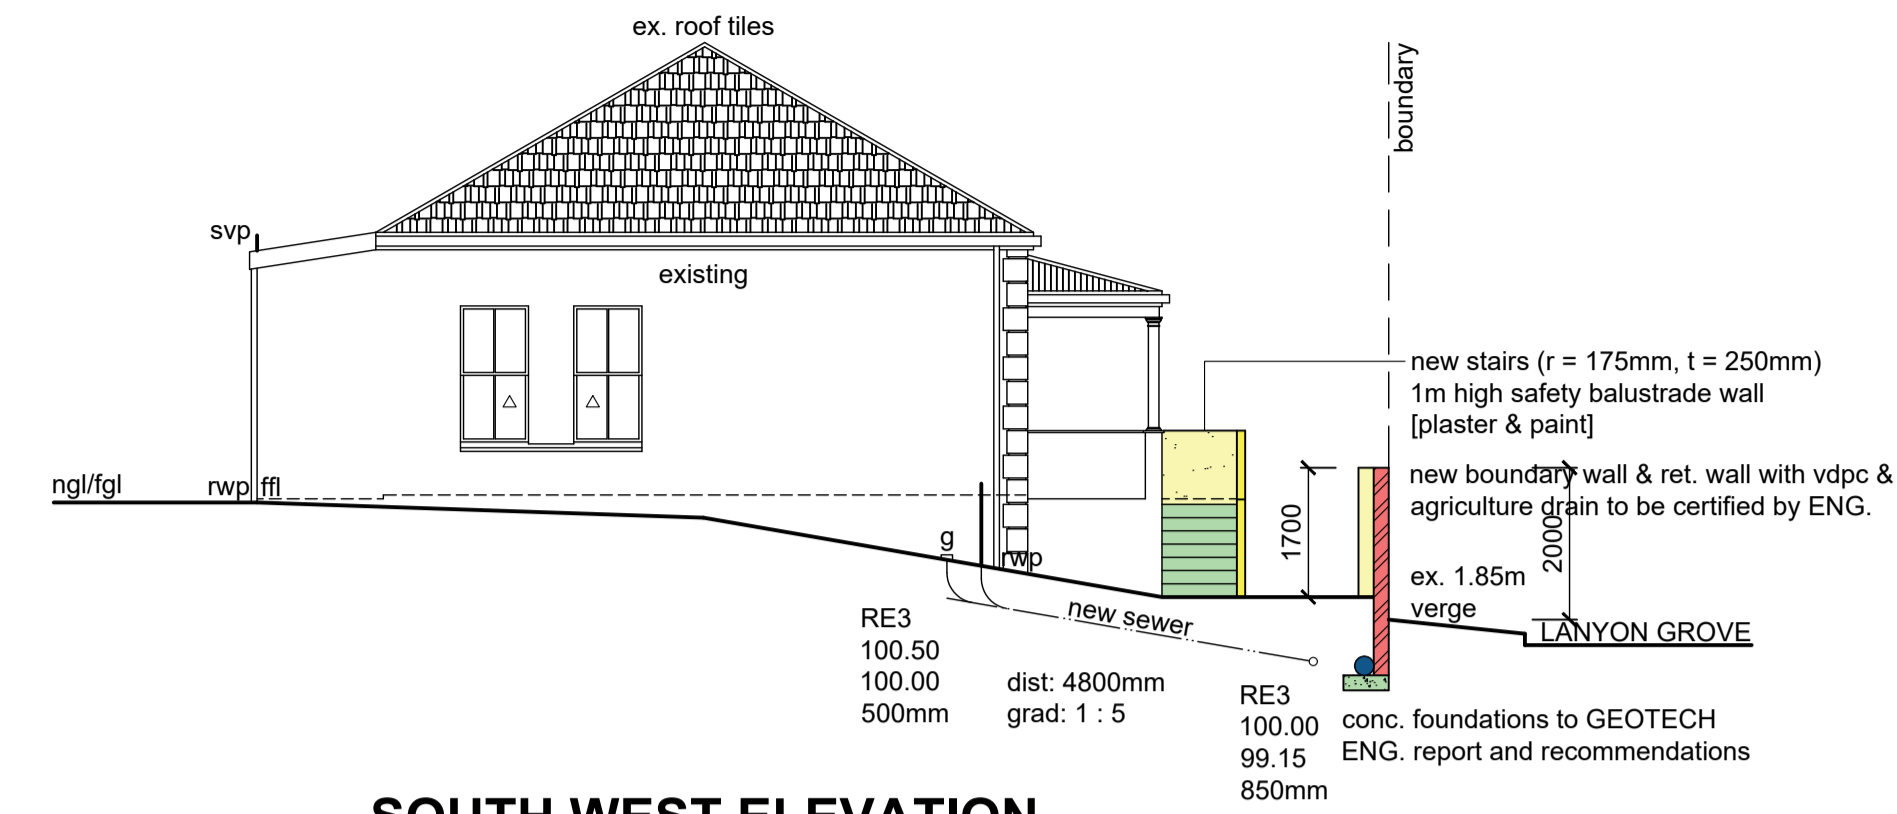 ex. roof tiles
boundary
svp
existing
new stairs (r = 175mm, t = 250mm)
1m high safety balustrade wall
[plaster & paint]
new boundary wall & ret. wall with vdpc &
agriculture drain to be certified by ENG.
ngl/fgl
rwp
ffl
1700
2000
g
rwp
ex. 1.85m
verge
new sewer
LANYON GROVE
RE3
100.50
100.00
500mm
dist: 4800mm
grad: 1 : 5
RE3
100.00
99.15
850mm
conc. foundations to GEOTECH
ENG. report and recommendations
SOUTH WEST ELEVATION